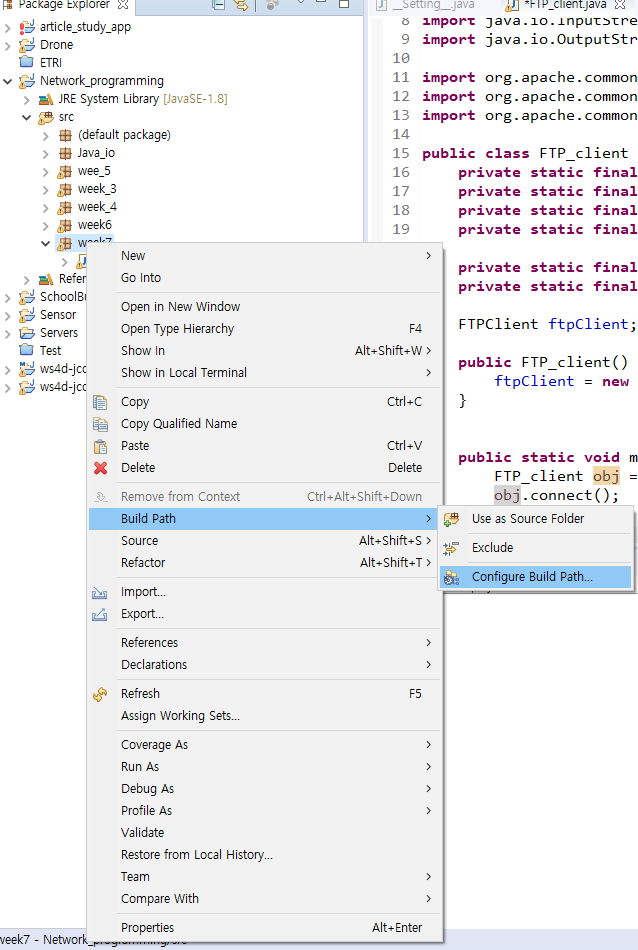 Package Explorer
article_study_app
Drone
ETRI
Network_programming
JRE System Library [JavaSE-1.8]
src
(default package)
Java_io
wee_5
week_3
week_4
week6
week7
Refer
SchoolBu
Sensor
Servers
Test
ws4d-jco
ws4d-jco
__Setting__.java
*FTP_client.java
8 import java.io.InputStre
9 import java.io.OutputStr
10
11 import org.apache.common
12 import org.apache.common
13 import org.apache.common
14
15 public class FTP_client
16 private static final
17 private static final
18 private static final
19 private static final
private static final
private static final
FTPClient ftpClient;
public FTP_client()
ftpClient = new
}
public static void m
FTP_client obj =
obj.connect();
New
Go Into
Open in New Window
Open Type Hierarchy F4
Show In Alt+Shift+W
Show in Local Terminal
Copy Ctrl+C
Copy Qualified Name
Paste Ctrl+V
Delete Delete
Remove from Context Ctrl+Alt+Shift+Down
Build Path
Source Alt+Shift+S
Refactor Alt+Shift+T
Import...
Export...
References
Declarations
Refresh F5
Assign Working Sets...
Coverage As
Run As
Debug As
Profile As
Validate
Restore from Local History...
Team
Compare With
Properties Alt+Enter
Use as Source Folder
Exclude
Configure Build Path...
week7 - Network_programming/src